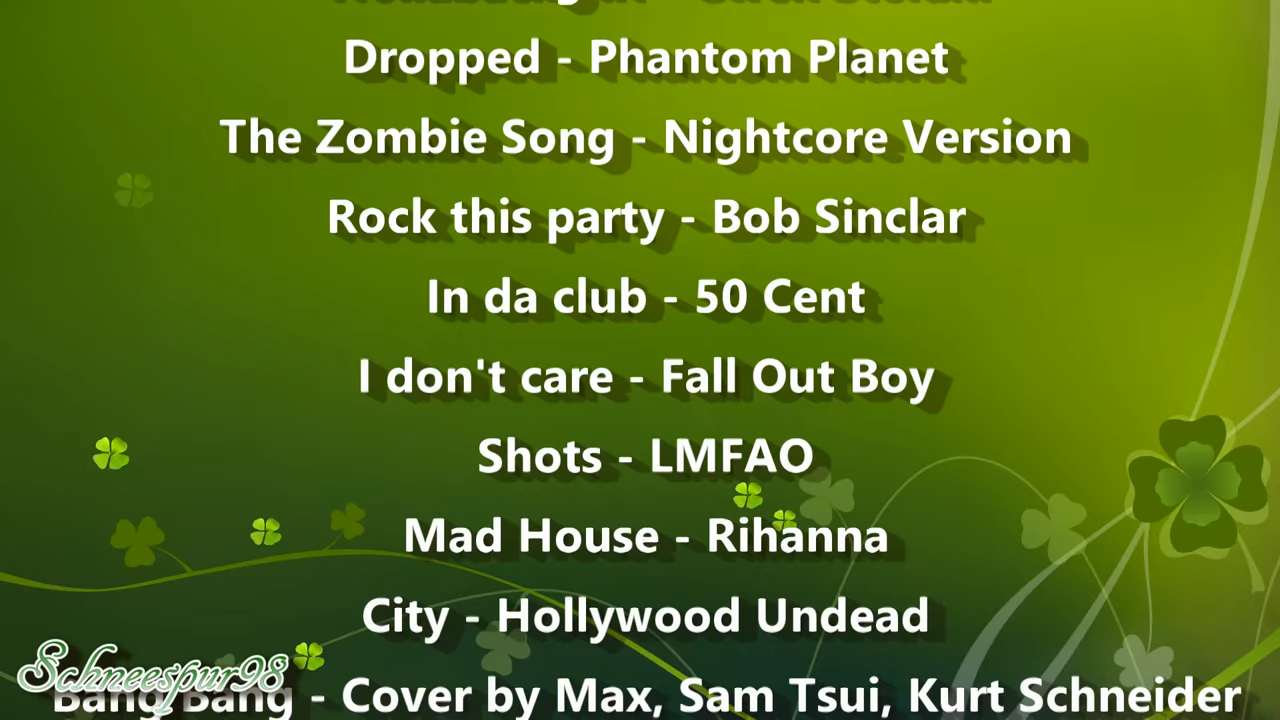 Dropped - Phantom Planet
The Zombie Song - Nightcore Version
Rock this party - Bob Sinclar
In da club - 50 Cent
I don't care - Fall Out Boy
Shots - LMFAO
Mad House - Rihanna
City - Hollywood Undead
Schneespur98
Bang Bang - Cover by Max, Sam Tsui, Kurt Schneider